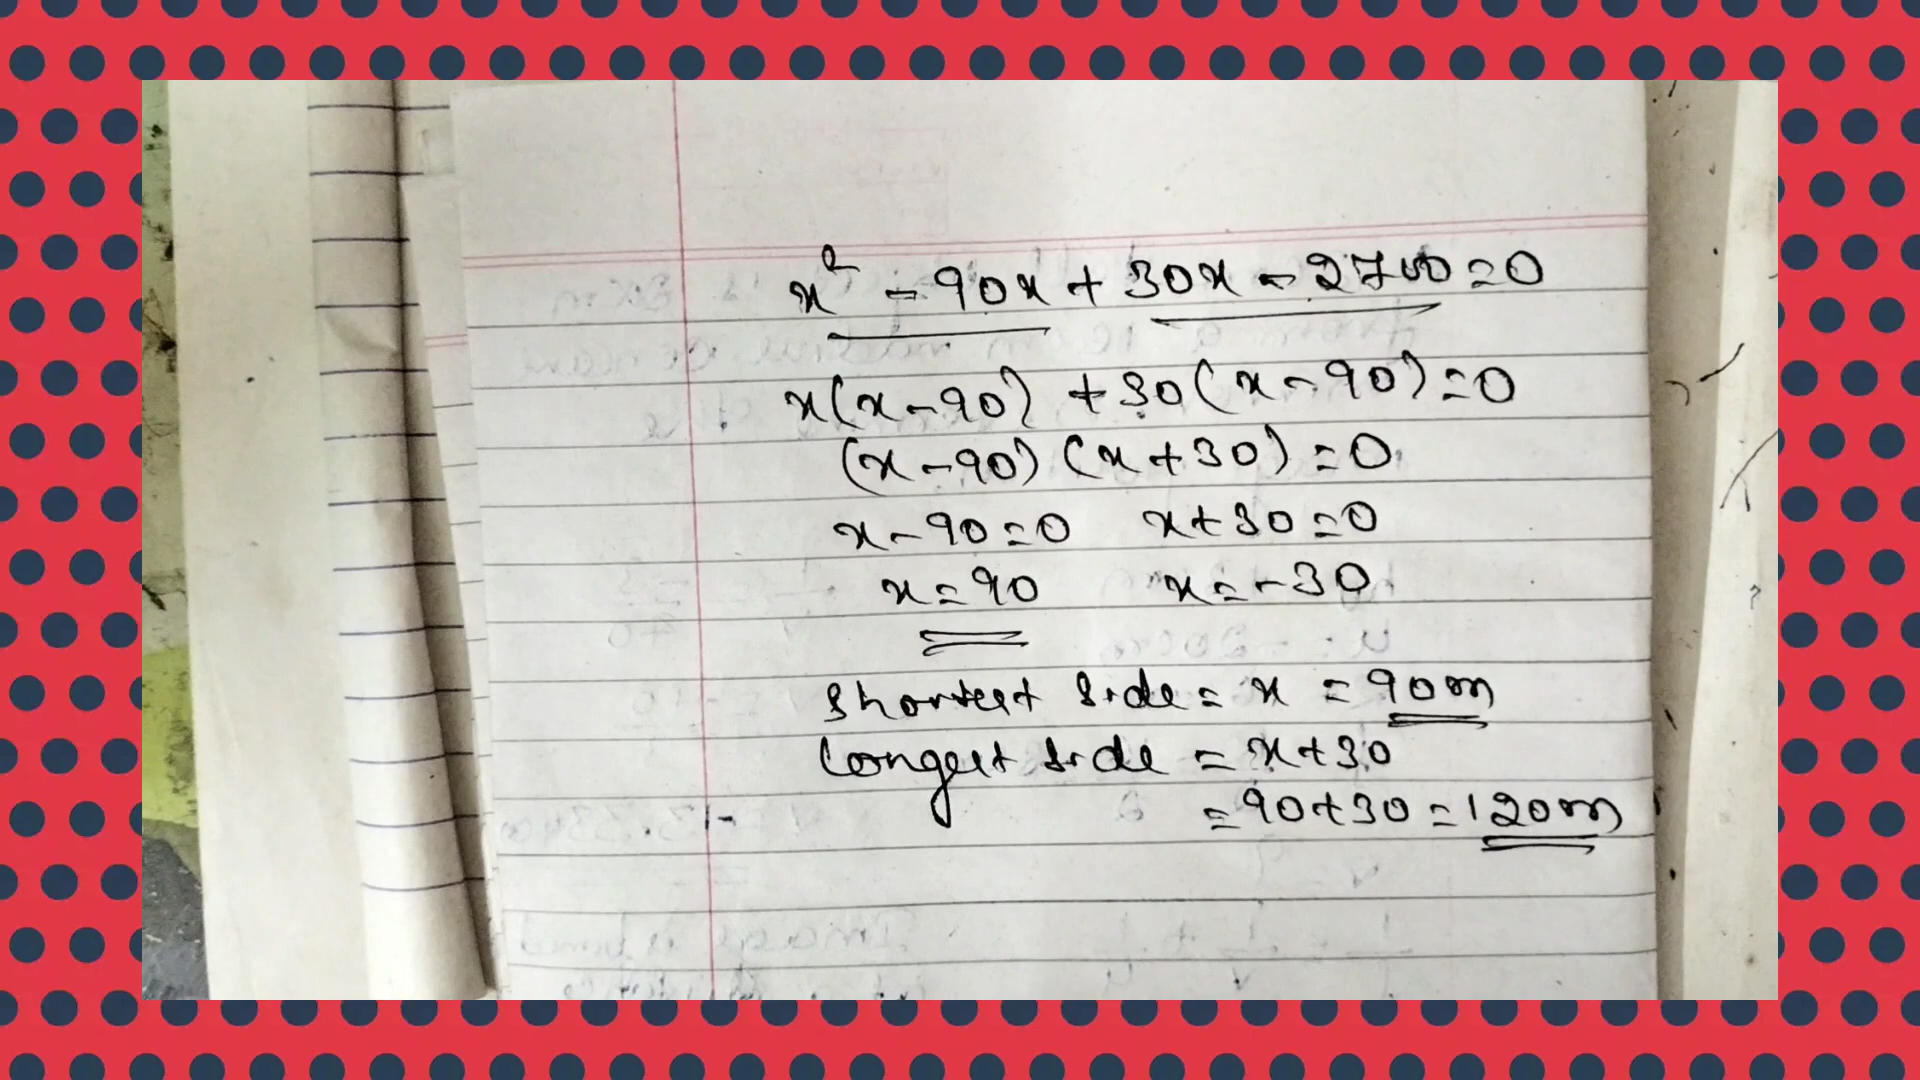 x² - 90x + 30x - 2700 = 0
x(x-90) +30(x-90)=0
(x-90) (x+30)=0
x-90=0 x+30=0
x=90 x=-30
Shortest Side = x = 90m
Longest Side = x+30
= 90+30 = 120m